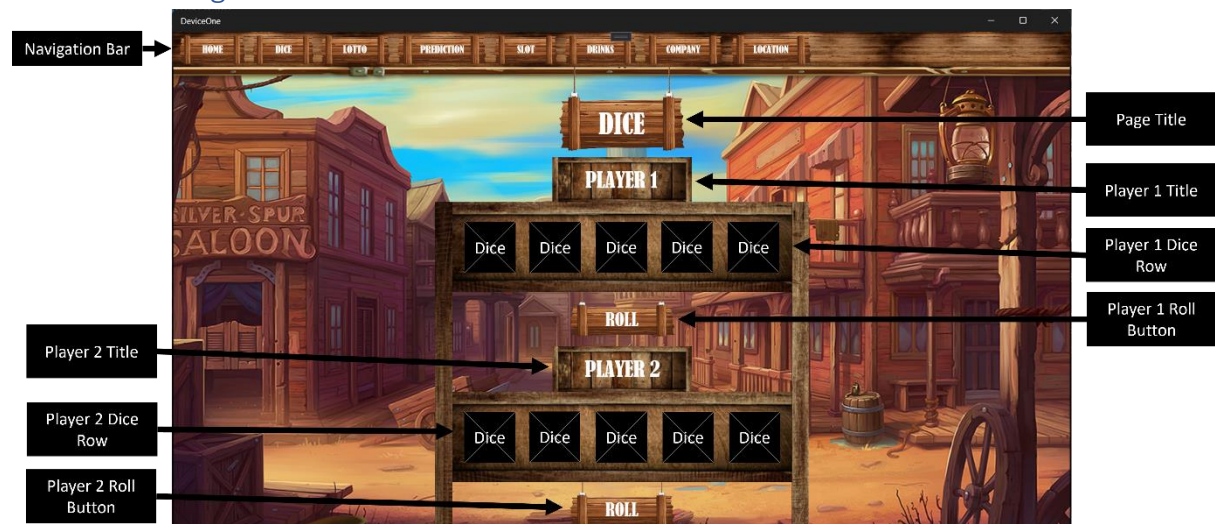 DeviceOne
Navigation Bar
HOME DICE LOTTO PREDICTION SLOT DRINKS COMPANY LOCATION
DICE
Page Title
PLAYER 1
Player 1 Title
SILVER-SPUR
SALOON
Dice Dice Dice Dice Dice
Player 1 Dice
Row
ROLL
Player 1 Roll
Button
Player 2 Title
PLAYER 2
Player 2 Dice
Row
Dice Dice Dice Dice Dice
Player 2 Roll
Button
ROLL